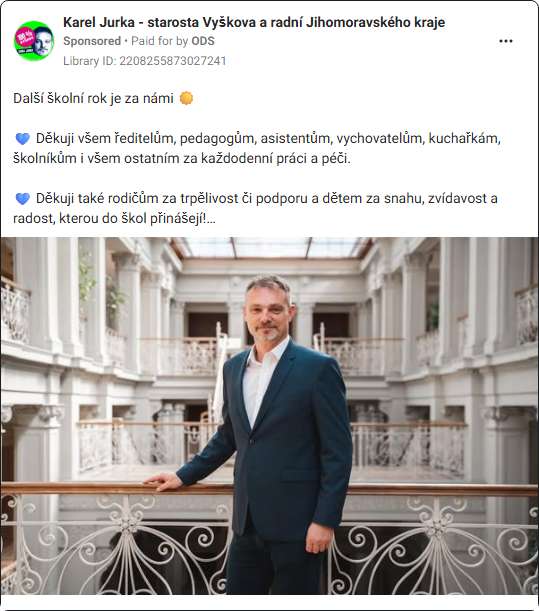 Karel Jurka - starosta Vyškova a radní Jihomoravského kraje
Sponsored • Paid for by ODS
Library ID: 2208255873027241
Další školní rok je za námi 🌞
💙 Děkuji všem ředitelům, pedagogům, asistentům, vychovatelům, kuchařkám,
školníkům i všem ostatním za každodenní práci a péči.
💙 Děkuji také rodičům za trpělivost či podporu a dětem za snahu, zvídavost a
radost, kterou do škol přinášejí!...